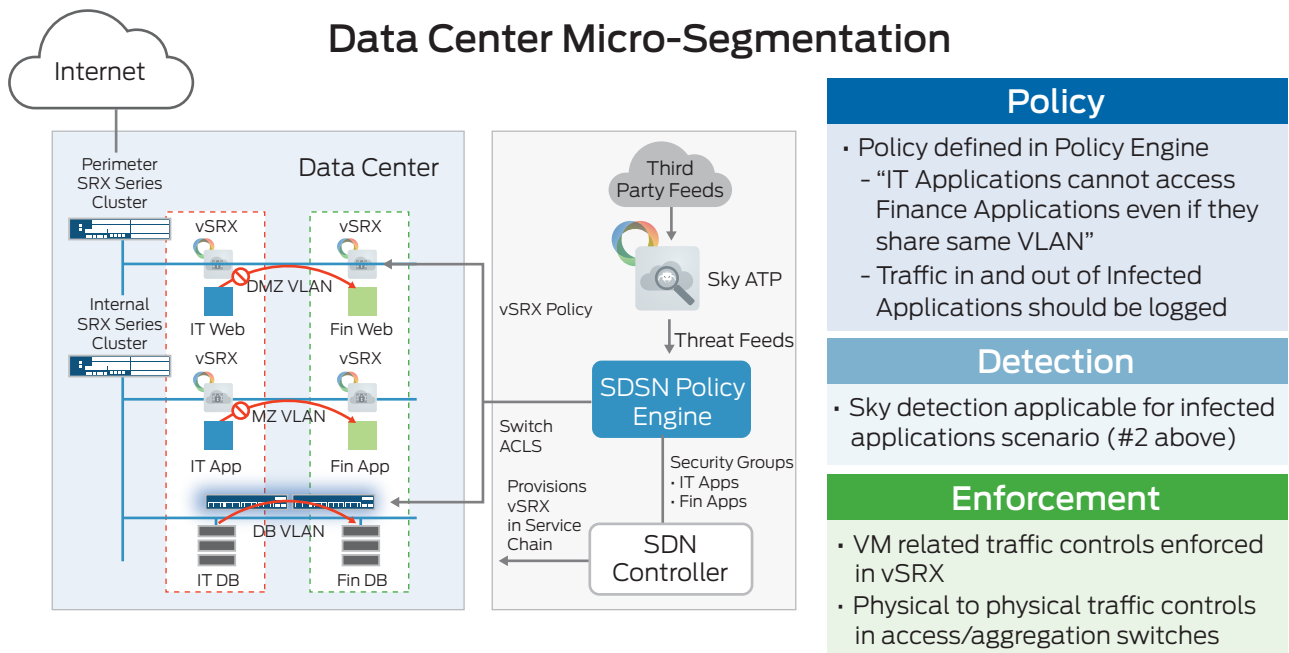 Data Center Micro-Segmentation
Internet
Data Center
Perimeter
SRX Series
Cluster
vSRX
vSRX
DMZ VLAN
IT Web
Fin Web
Internal
SRX Series
Cluster
vSRX
vSRX
MZ VLAN
IT App
Fin App
DB VLAN
IT DB
Fin DB
Third
Party Feeds
Sky ATP
vSRX Policy
Threat Feeds
SDSN Policy
Engine
Switch
ACLS
Security Groups
• IT Apps
• Fin Apps
Provisions
vSRX
in Service
Chain
SDN
Controller
Policy
• Policy defined in Policy Engine
- “IT Applications cannot access
Finance Applications even if they
share same VLAN”
- Traffic in and out of Infected
Applications should be logged
Detection
• Sky detection applicable for infected
applications scenario (#2 above)
Enforcement
• VM related traffic controls enforced
in vSRX
• Physical to physical traffic controls
in access/aggregation switches